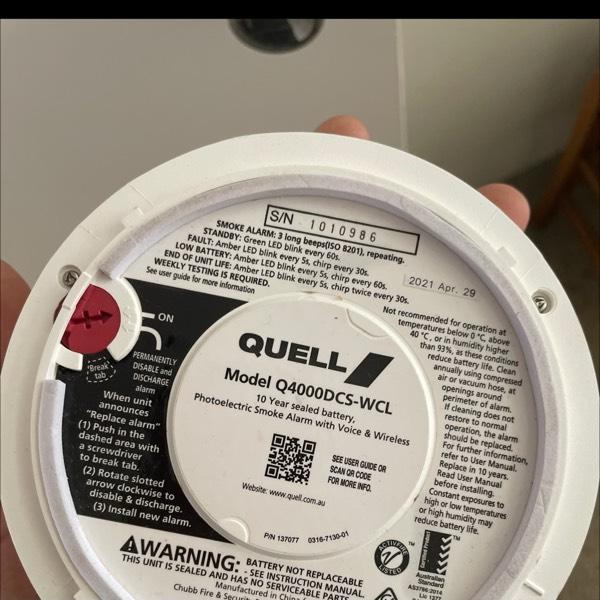 S/N 1010986
SMOKE ALARM: 3 long beeps(ISO 8201), repeating.
STANDBY: Green LED blink every 60s.
FAULT: Amber LED blink every 5s, chirp every 30s.
LOW BATTERY: Amber LED blink every 5s, chirp every 30s.
END OF UNIT LIFE: Amber LED blink every 5s, chirp twice every 30s.
WEEKLY TESTING IS REQUIRED.
See user guide for more information
2021 Apr. 29
ON
PERMANENTLY
DISABLE and
DISCHARGE
alarm
"Break
tab
When unit
announces
"Replace alarm"
(1) Push in the
dashed area with
a screwdriver
to break tab.
(2) Rotate slotted
arrow clockwise to
disable & discharge.
(3) Install new alarm.
QUELL
Model Q4000DCS-WCL
10 Year sealed battery,
Photoelectric Smoke Alarm with Voice & Wireless
SEE USER GUIDE OR
SCAN QR CODE
FOR MORE INFO.
Website: www.quell.com.au
P/N 137077 0316-7130-01
Not recommended for operation at
temperatures below 0 °C, above
40 °C, or in humidity higher
than 93%, as these conditions
reduce battery life. Clean
annually using compressed
air or vacuum hose, at
openings around
perimeter of alarm.
If cleaning does not
restore to normal
operation, the alarm
should be replaced.
For further information,
refer to User Manual.
Replace in 10 years.
Read User Manual
before installing.
Constant exposures to
high or low temperatures
or high humidity may
reduce battery life.
WARNING:
BATTERY NOT REPLACEABLE
- SEE INSTRUCTION MANUAL.
THIS UNIT IS SEALED AND HAS NO SERVICEABLE PARTS
Manufactured in China
Chubb Fire & Security
ACTIVFIRE
™
Certified Product
™
Australian
Standard
AS3786:2014
Lic 1377